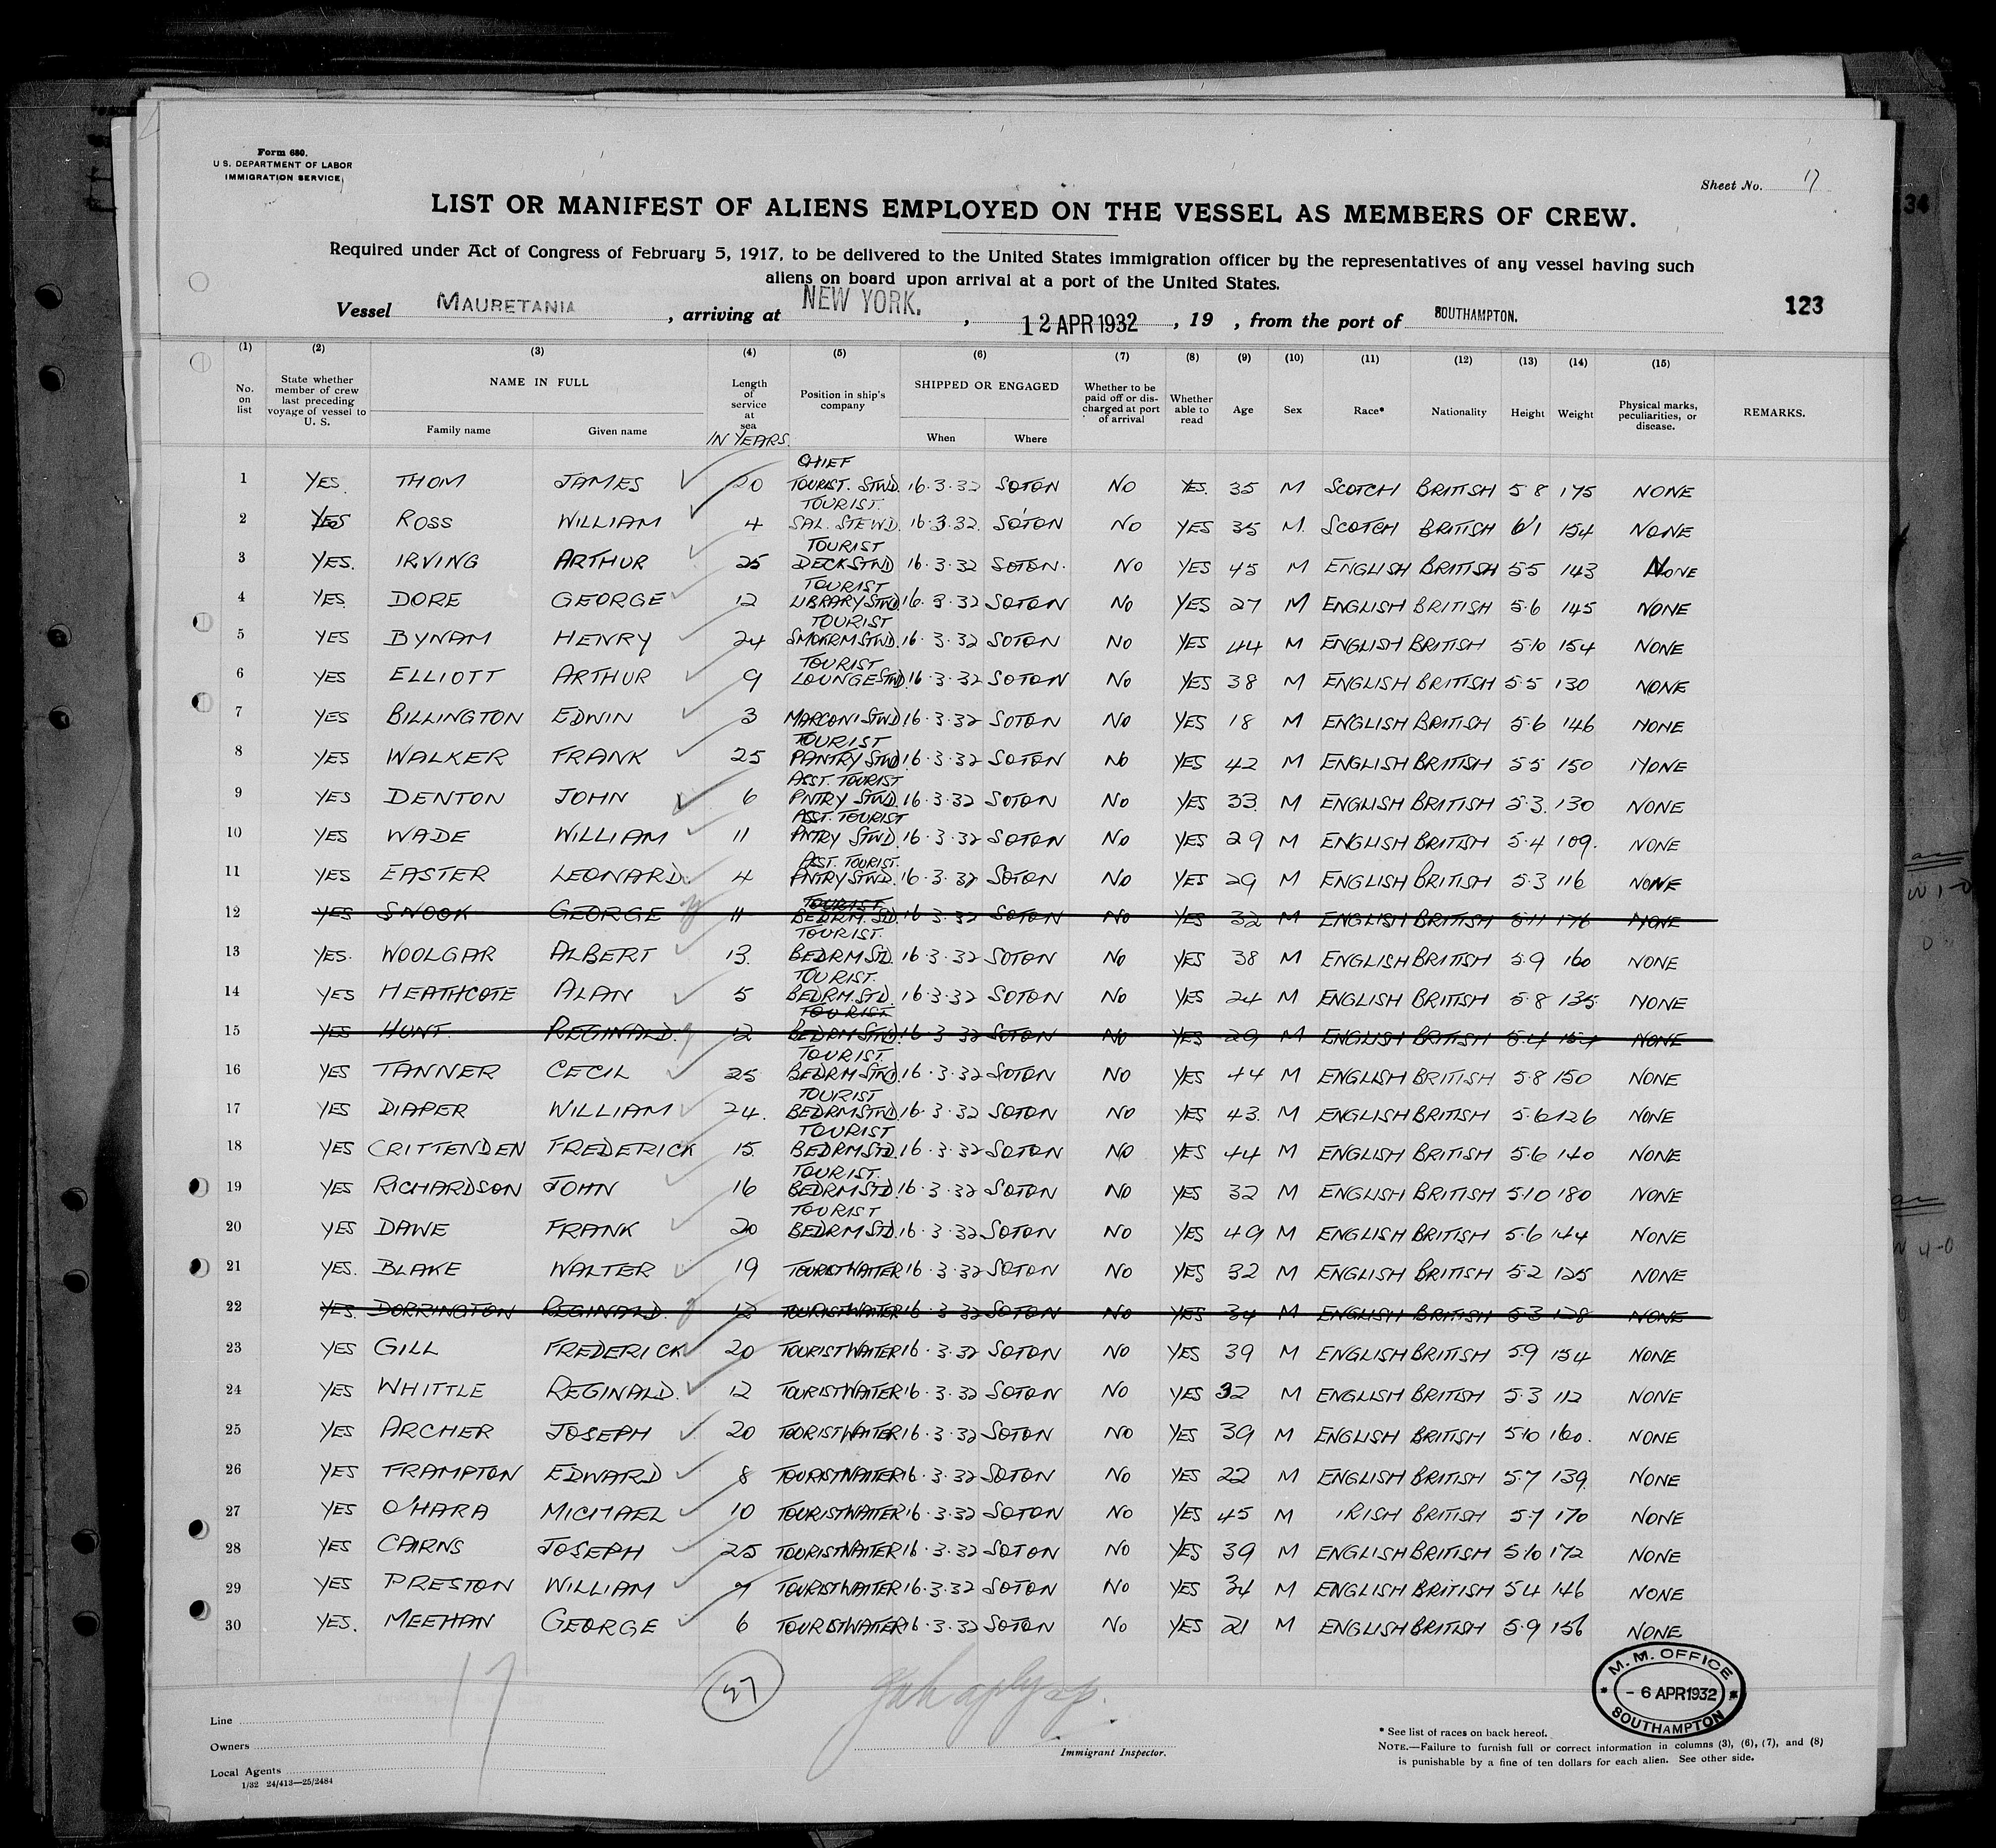 Form 680.
U S. DEPARTMENT OF LABOR
IMMIGRATION SERVICE
Sheet No. 17
LIST OR MANIFEST OF ALIENS EMPLOYED ON THE VESSEL AS MEMBERS OF CREW.
Required under Act of Congress of February 5, 1917, to be delivered to the United States immigration officer by the representatives of any vessel having such
aliens on board upon arrival at a port of the United States.
Vessel MAURETANIA , arriving at NEW YORK. , 12 APR 1932 , 19 , from the port of SOUTHAMPTON. 123
(1) (2) (3) (4) (5) (6) (7) (8) (9) (10) (11) (12) (13) (14) (15)
No. on list State whether member of crew last preceding voyage of vessel to U. S. NAME IN FULL Family name Given name Length of service at sea IN YEARS. Position in ship's company SHIPPED OR ENGAGED When Where Whether to be paid off or discharged at port of arrival Whether able to read Age Sex Race* Nationality Height Weight Physical marks, peculiarities, or disease. REMARKS.
1 YES. THOM JAMES 20 CHIEF TOURIST. STWD. 16.3.32 SOTON NO YES. 35 M SCOTCH BRITISH 5 8 175 NONE
2 YES ROSS WILLIAM 4 TOURIST. SAL. STEWD. 16.3.32. SOTON NO YES 35 M. SCOTCH BRITISH 6'1 154 NONE
3 YES. IRVING ARTHUR 25 TOURIST DECK STWD 16.3.32 SOTON. NO YES 45 M ENGLISH BRITISH 5 5 143 NONE
4 YES DORE GEORGE 12 TOURIST LIBRARY STWD 16.3.32 SOTON NO YES 27 M ENGLISH BRITISH 5.6 145 NONE
5 YES BYNAM HENRY 24 TOURIST SMOKRM STWD. 16.3.32 SOTON NO YES 44 M ENGLISH BRITISH 5.10 154 NONE
6 YES ELLIOTT ARTHUR 9 TOURIST LOUNGE STWD. 16.3.32 SOTON NO YES 38 M ENGLISH BRITISH 5.5 130 NONE
7 YES BILLINGTON EDWIN 3 MARCONI STWD 16.3.32 SOTON NO YES 18 M ENGLISH BRITISH 5.6 146 NONE
8 YES WALKER FRANK 25 TOURIST PANTRY STWD 16.3.32 SOTON NO YES 42 M ENGLISH BRITISH 5 5 150 NONE
9 YES DENTON JOHN 6 ASST. TOURIST PNTRY STWD. 16.3.32 SOTON NO YES 33. M ENGLISH BRITISH 5.3. 130 NONE
10 YES WADE WILLIAM 11 ASST. TOURIST PNTRY STWD. 16.3.32 SOTON NO YES 29 M ENGLISH BRITISH 5.4 109. NONE
11 YES EASTER LEONARD. 4 ASST. TOURIST. PNTRY STWD. 16.3.32 SOTON NO YES 29 M ENGLISH BRITISH 5.3 116 NONE
12 YES SNOOK GEORGE 11 TOURIST BEDRM. STD. 16 3.32 SOTON NO YES 32 M ENGLISH BRITISH 5.11 176 NONE
13 YES. WOOLGAR ALBERT 13. TOURIST. BEDRM STD. 16.3.32 SOTON NO YES 38 M ENGLISH BRITISH 5.9 160 NONE
14 YES HEATHCOTE ALAN 5 TOURIST. BEDRM. STD. 16.3.32 SOTON NO YES 24 M ENGLISH BRITISH 5.8 135 NONE
15 YES HUNT. REGINALD. 12 TOURIST BEDRM STWD. 16.3.32 SOTON NO YES 29 M ENGLISH BRITISH 5.4 154 NONE
16 YES TANNER CECIL 25 TOURIST. BEDRM STWD. 16.3.32 SOTON NO YES 44 M ENGLISH BRITISH 5.8 150 NONE
17 YES DIAPER WILLIAM 24. TOURIST BEDRM STWD. 16.3.32 SOTON NO YES 43. M ENGLISH BRITISH 5.6 126 NONE
18 YES CRITTENDEN FREDERICK 15. TOURIST BEDRM STD. 16.3.32 SOTON NO YES 44 M ENGLISH BRITISH 5.6 140 NONE
19 YES RICHARDSON JOHN 16 TOURIST. BEDRM STD. 16.3.32 SOTON NO YES 32 M ENGLISH BRITISH 5.10 180 NONE
20 YES DAWE FRANK 20 TOURIST BEDRM STD. 16.3.32 SOTON NO YES 49 M ENGLISH BRITISH 5.6 144 NONE
21 YES. BLAKE WALTER 19 TOURIST WAITER 16.3.32 SOTON NO YES 32 M ENGLISH BRITISH 5.2 125 NONE
22 YES. DORRINGTON REGINALD. 12 TOURIST WAITER 16.3.32 SOTON NO YES 34 M ENGLISH BRITISH 5.3 128 NONE
23 YES GILL FREDERICK 20 TOURIST WAITER 16.3.32 SOTON NO YES 39 M ENGLISH BRITISH 5.9 154 NONE
24 YES WHITTLE REGINALD. 12 TOURIST WAITER 16.3.32 SOTON NO YES 32 M ENGLISH BRITISH 5.3 112 NONE
25 YES ARCHER JOSEPH 20 TOURIST WAITER 16.3.32 SOTON NO YES 39 M ENGLISH BRITISH 5.10 160. NONE
26 YES FRAMPTON EDWARD 8 TOURIST WAITER 16.3.32 SOTON NO YES 22 M ENGLISH BRITISH 5.7 139. NONE
27 YES O'HARA MICHAEL 10 TOURIST WAITER 16.3.32 SOTON NO YES 45 M IRISH BRITISH 5.7 170 NONE
28 YES CAIRNS JOSEPH 25 TOURIST WAITER 16.3.32 SOTON NO YES 39 M ENGLISH BRITISH 5.10 172 NONE
29 YES PRESTON WILLIAM 7 TOURIST WAITER 16.3.32 SOTON NO YES 34 M ENGLISH BRITISH 5.4 146 NONE
30 YES. MEEHAN GEORGE 6 TOURIST WAITER 16.3.32 SOTON NO YES 21 M ENGLISH BRITISH 5.9 156 NONE
17
M. M. OFFICE
- 6 APR 1932
SOUTHAMPTON
Line
Owners
Local Agents
1/32 24/413—25/2484
Immigrant Inspector.
* See list of races on back hereof.
NOTE.—Failure to furnish full or correct information in columns (3), (6), (7), and (8)
is punishable by a fine of ten dollars for each alien. See other side.